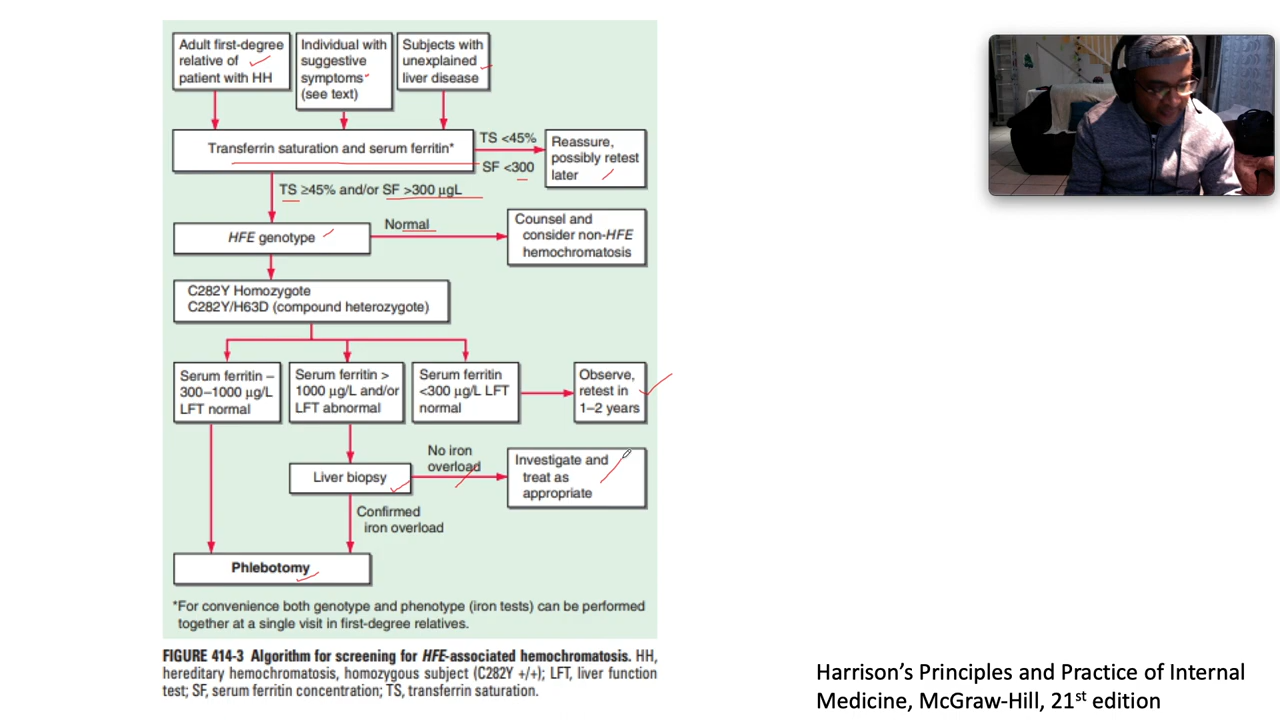 Adult first-degree
relative of
patient with HH
Individual with
suggestive
symptoms
(see text)
Subjects with
unexplained
liver disease
Transferrin saturation and serum ferritin*
TS <45%
SF <300
Reassure,
possibly retest
later
TS ≥45% and/or SF >300 μgL
HFE genotype
Normal
Counsel and
consider non-HFE
hemochromatosis
C282Y Homozygote
C282Y/H63D (compound heterozygote)
Serum ferritin –
300–1000 μg/L
LFT normal
Serum ferritin >
1000 μg/L and/or
LFT abnormal
Serum ferritin
<300 μg/L LFT
normal
Observe,
retest in
1–2 years
Liver biopsy
No iron
overload
Investigate and
treat as
appropriate
Confirmed
iron overload
Phlebotomy
*For convenience both genotype and phenotype (iron tests) can be performed
together at a single visit in first-degree relatives.
FIGURE 414-3 Algorithm for screening for HFE-associated hemochromatosis. HH,
hereditary hemochromatosis, homozygous subject (C282Y +/+); LFT, liver function
test; SF, serum ferritin concentration; TS, transferrin saturation.
Harrison’s Principles and Practice of Internal
Medicine, McGraw-Hill, 21st edition